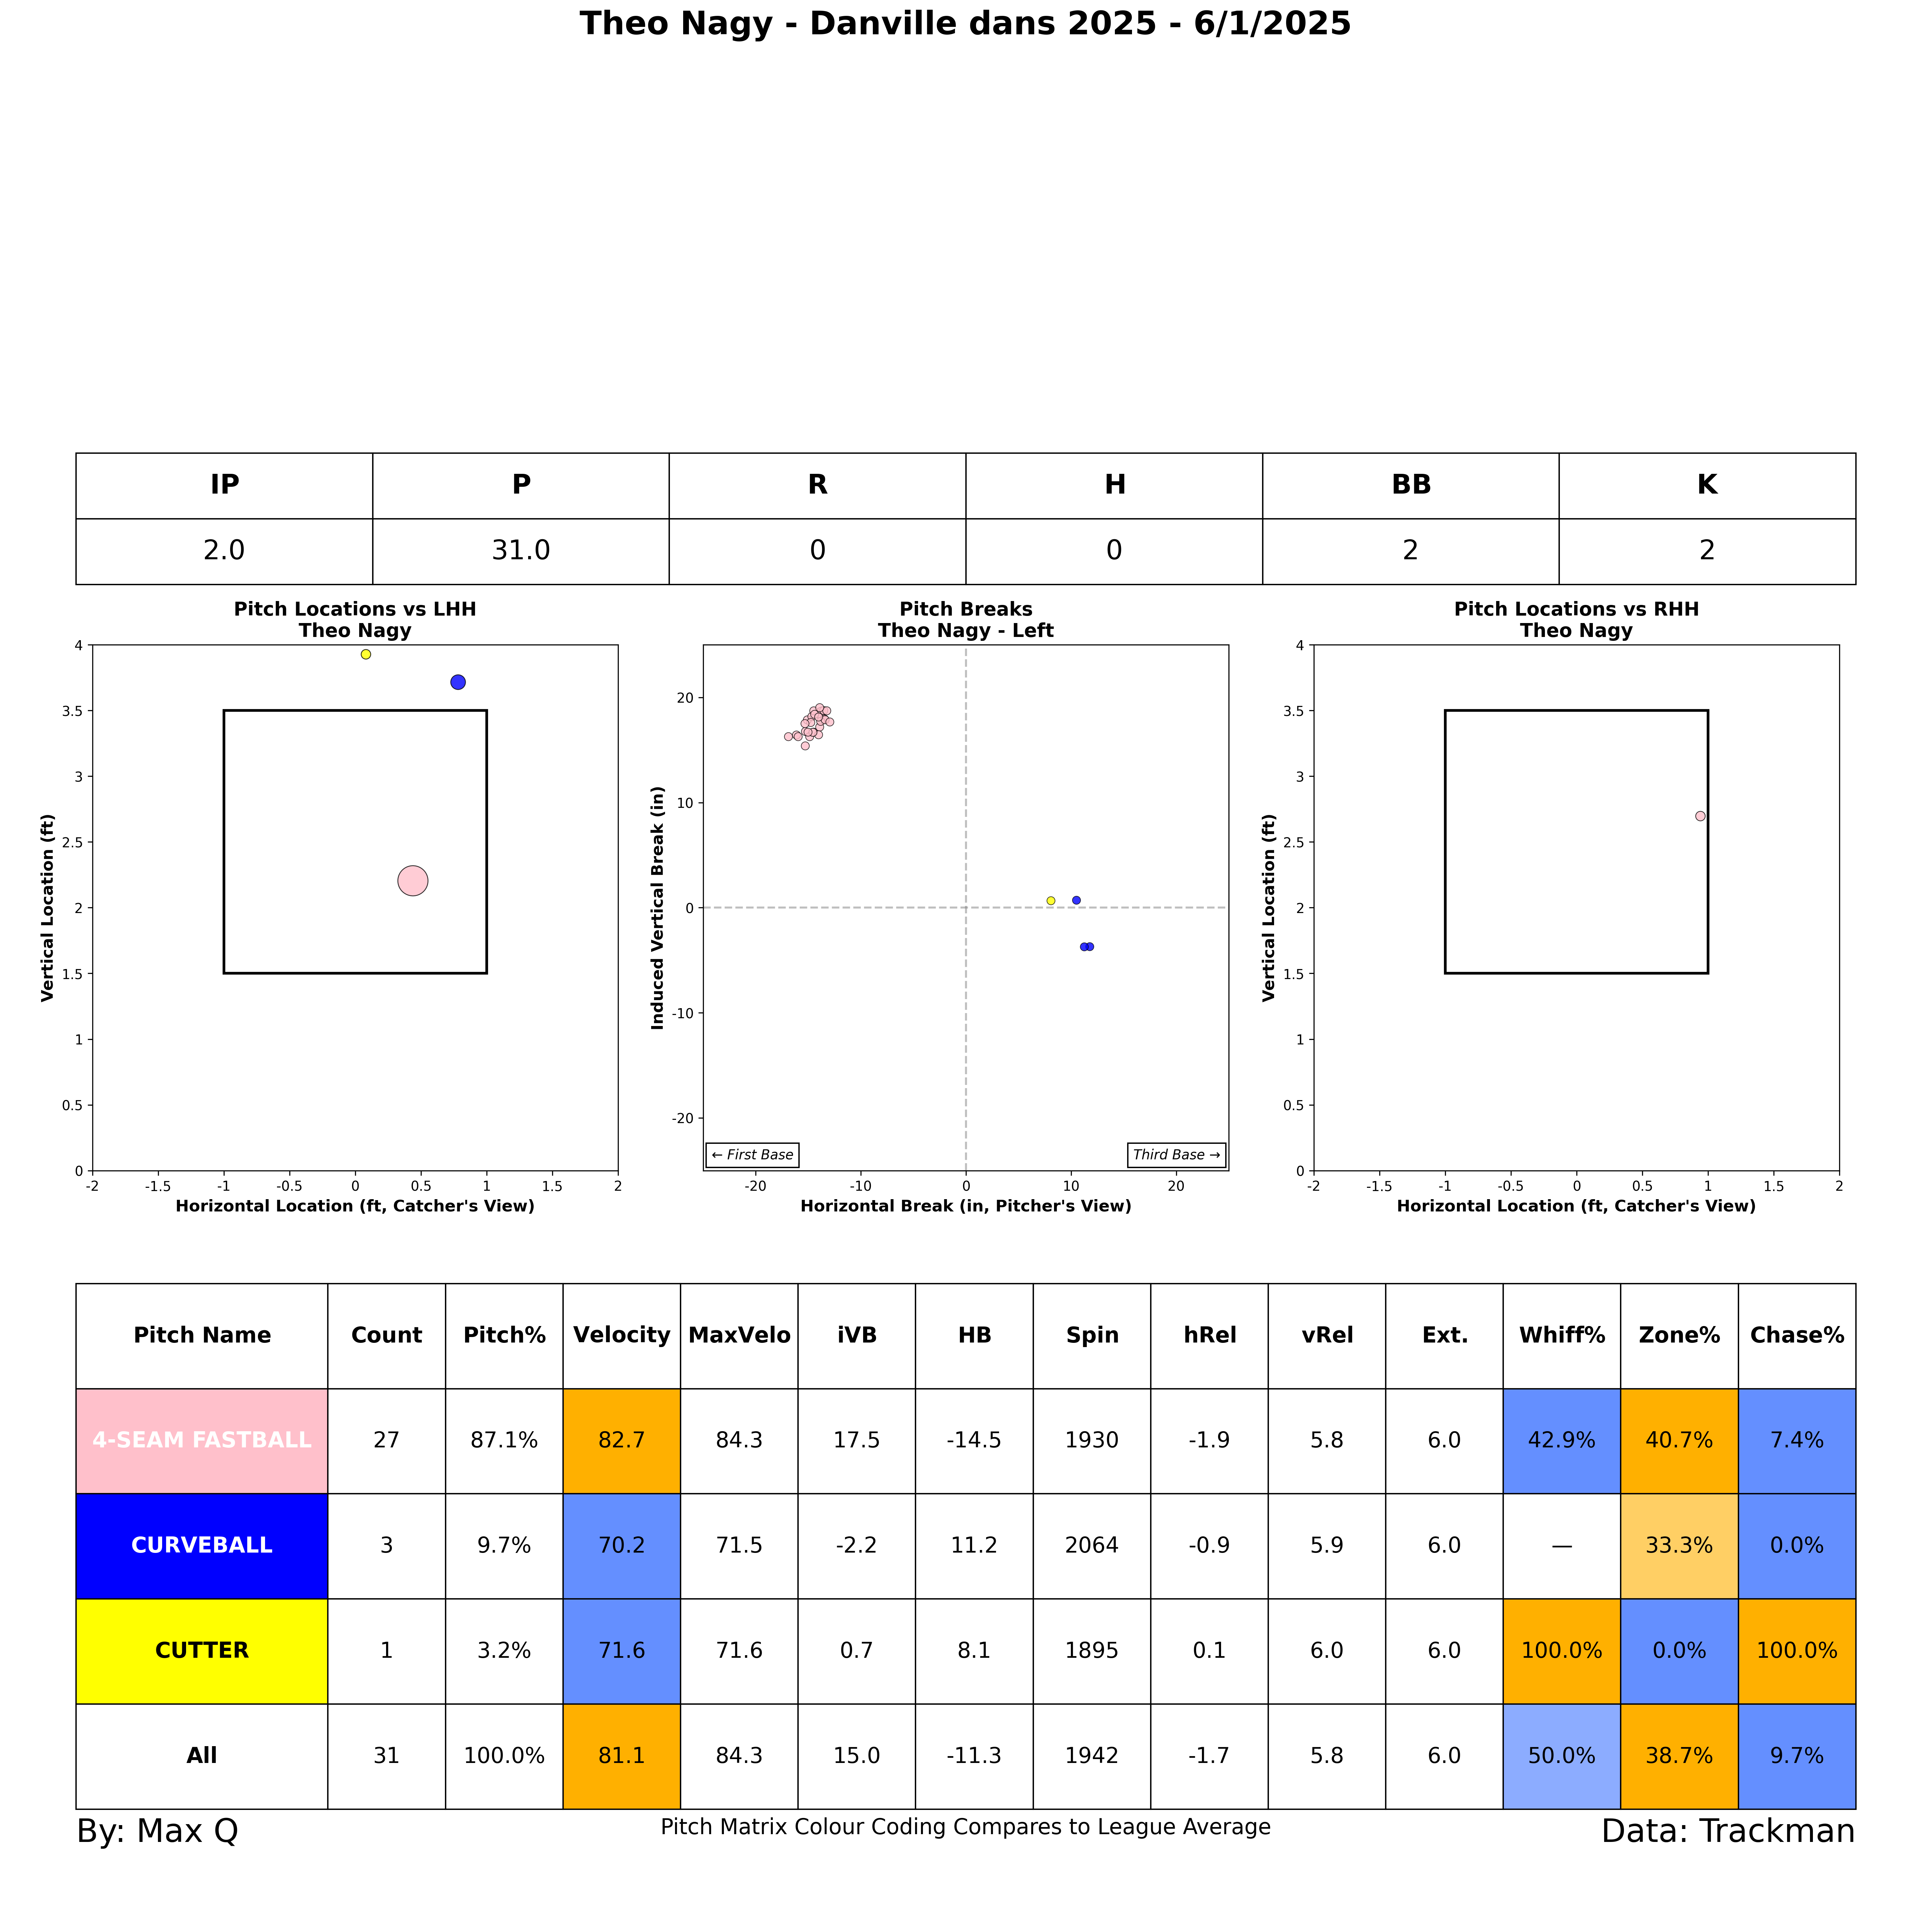 Theo Nagy - Danville dans 2025 - 6/1/2025
IP P R H BB K
2.0 31.0 0 0 2 2
Pitch Locations vs LHH
Theo Nagy
4
3.5
3
2.5
2
1.5
1
0.5
0
-2 -1.5 -1 -0.5 0 0.5 1 1.5 2
Vertical Location (ft)
Horizontal Location (ft, Catcher's View)
Pitch Breaks
Theo Nagy - Left
20
10
0
-10
-20
-20 -10 0 10 20
Induced Vertical Break (in)
← First Base
Third Base →
Horizontal Break (in, Pitcher's View)
Pitch Locations vs RHH
Theo Nagy
4
3.5
3
2.5
2
1.5
1
0.5
0
-2 -1.5 -1 -0.5 0 0.5 1 1.5 2
Vertical Location (ft)
Horizontal Location (ft, Catcher's View)
Pitch Name Count Pitch% Velocity MaxVelo iVB HB Spin hRel vRel Ext. Whiff% Zone% Chase%
4-SEAM FASTBALL 27 87.1% 82.7 84.3 17.5 -14.5 1930 -1.9 5.8 6.0 42.9% 40.7% 7.4%
CURVEBALL 3 9.7% 70.2 71.5 -2.2 11.2 2064 -0.9 5.9 6.0 — 33.3% 0.0%
CUTTER 1 3.2% 71.6 71.6 0.7 8.1 1895 0.1 6.0 6.0 100.0% 0.0% 100.0%
All 31 100.0% 81.1 84.3 15.0 -11.3 1942 -1.7 5.8 6.0 50.0% 38.7% 9.7%
By: Max Q
Pitch Matrix Colour Coding Compares to League Average
Data: Trackman